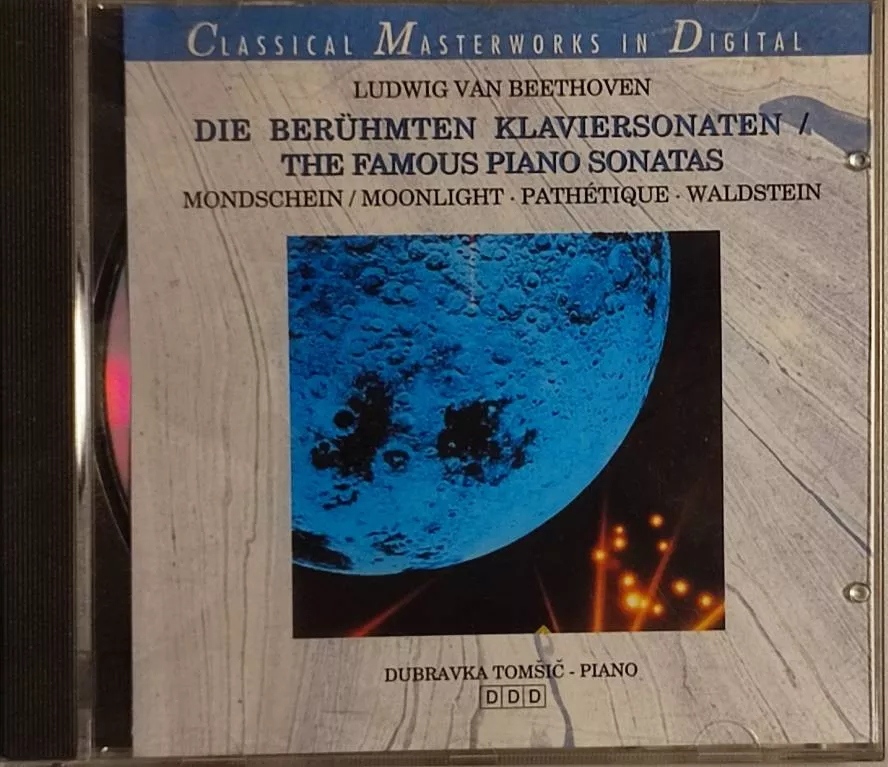 CLASSICAL MASTERWORKS IN DIGITAL
LUDWIG VAN BEETHOVEN
DIE BERÜHMTEN KLAVIERSONATEN /
THE FAMOUS PIANO SONATAS
MONDSCHEIN / MOONLIGHT · PATHÉTIQUE · WALDSTEIN
DUBRAVKA TOMŠIČ - PIANO
DDD